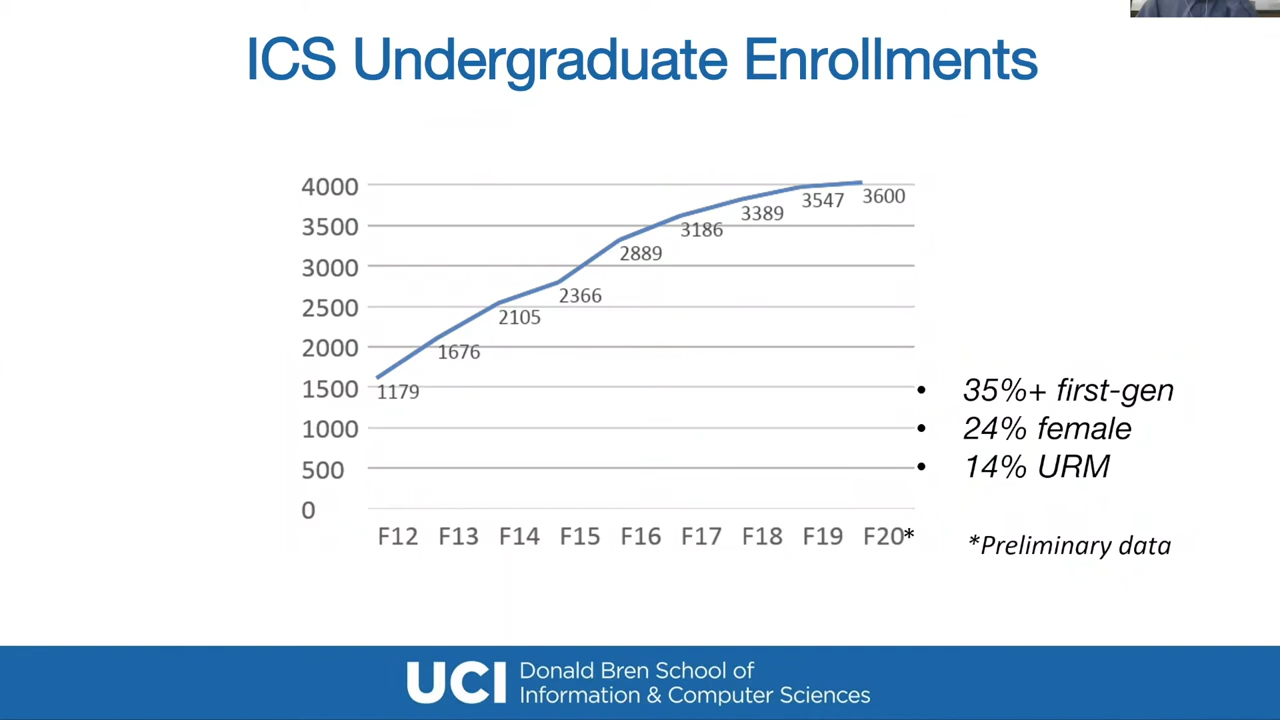 ICS Undergraduate Enrollments
4000
3500
3000
2500
2000
1500
1000
500
0
1179
1676
2105
2366
2889
3186
3389
3547
3600
F12 F13 F14 F15 F16 F17 F18 F19 F20*
• 35%+ first-gen
• 24% female
• 14% URM
*Preliminary data
UCI
Donald Bren School of
Information & Computer Sciences